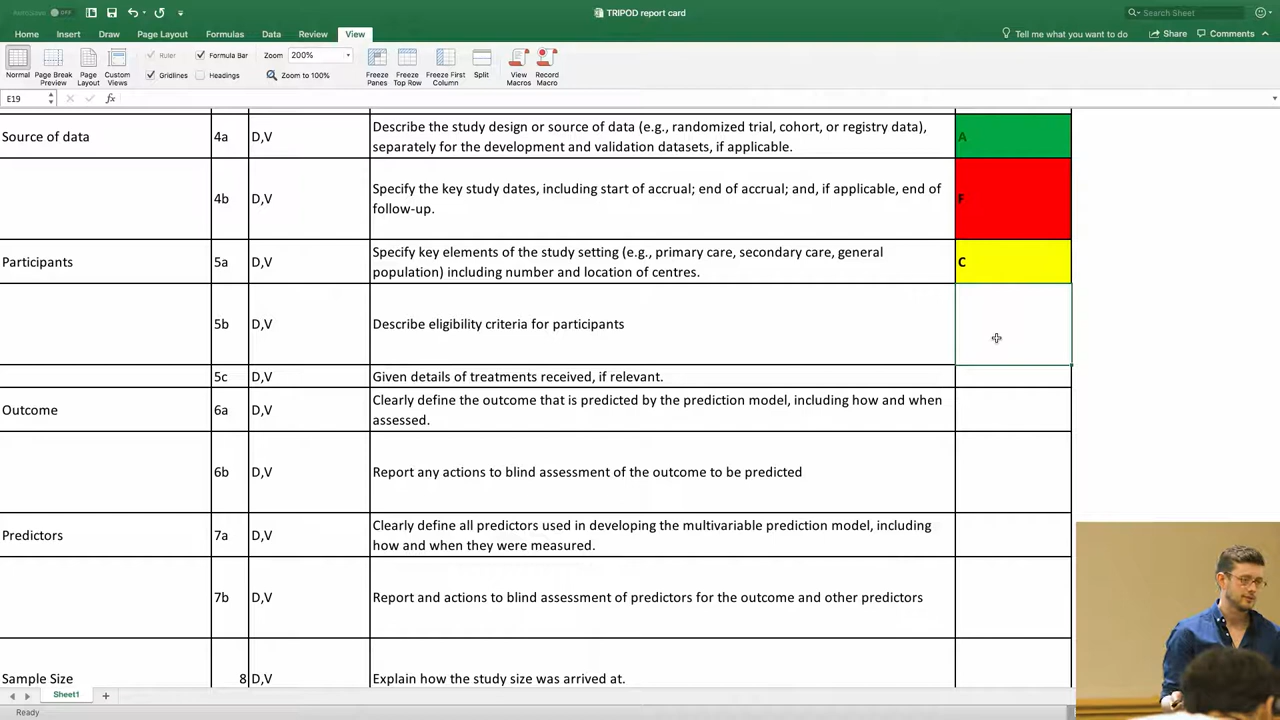 AutoSave OFF
TRIPOD report card
Search Sheet
Home Insert Draw Page Layout Formulas Data Review View
Tell me what you want to do Share Comments
Normal Page Break Preview Page Layout Custom Views
Ruler Formula Bar Zoom 200%
Gridlines Headings Zoom to 100%
Freeze Panes Freeze Top Row Freeze First Column Split View Macros Record Macro
E19 fx
Source of data 4a D,V Describe the study design or source of data (e.g., randomized trial, cohort, or registry data), A
separately for the development and validation datasets, if applicable.
4b D,V Specify the key study dates, including start of accrual; end of accrual; and, if applicable, end of F
follow-up.
Participants 5a D,V Specify key elements of the study setting (e.g., primary care, secondary care, general C
population) including number and location of centres.
5b D,V Describe eligibility criteria for participants
5c D,V Given details of treatments received, if relevant.
Outcome 6a D,V Clearly define the outcome that is predicted by the prediction model, including how and when
assessed.
6b D,V Report any actions to blind assessment of the outcome to be predicted
Predictors 7a D,V Clearly define all predictors used in developing the multivariable prediction model, including
how and when they were measured.
7b D,V Report and actions to blind assessment of predictors for the outcome and other predictors
Sample Size 8 D,V Explain how the study size was arrived at.
Sheet1
Ready